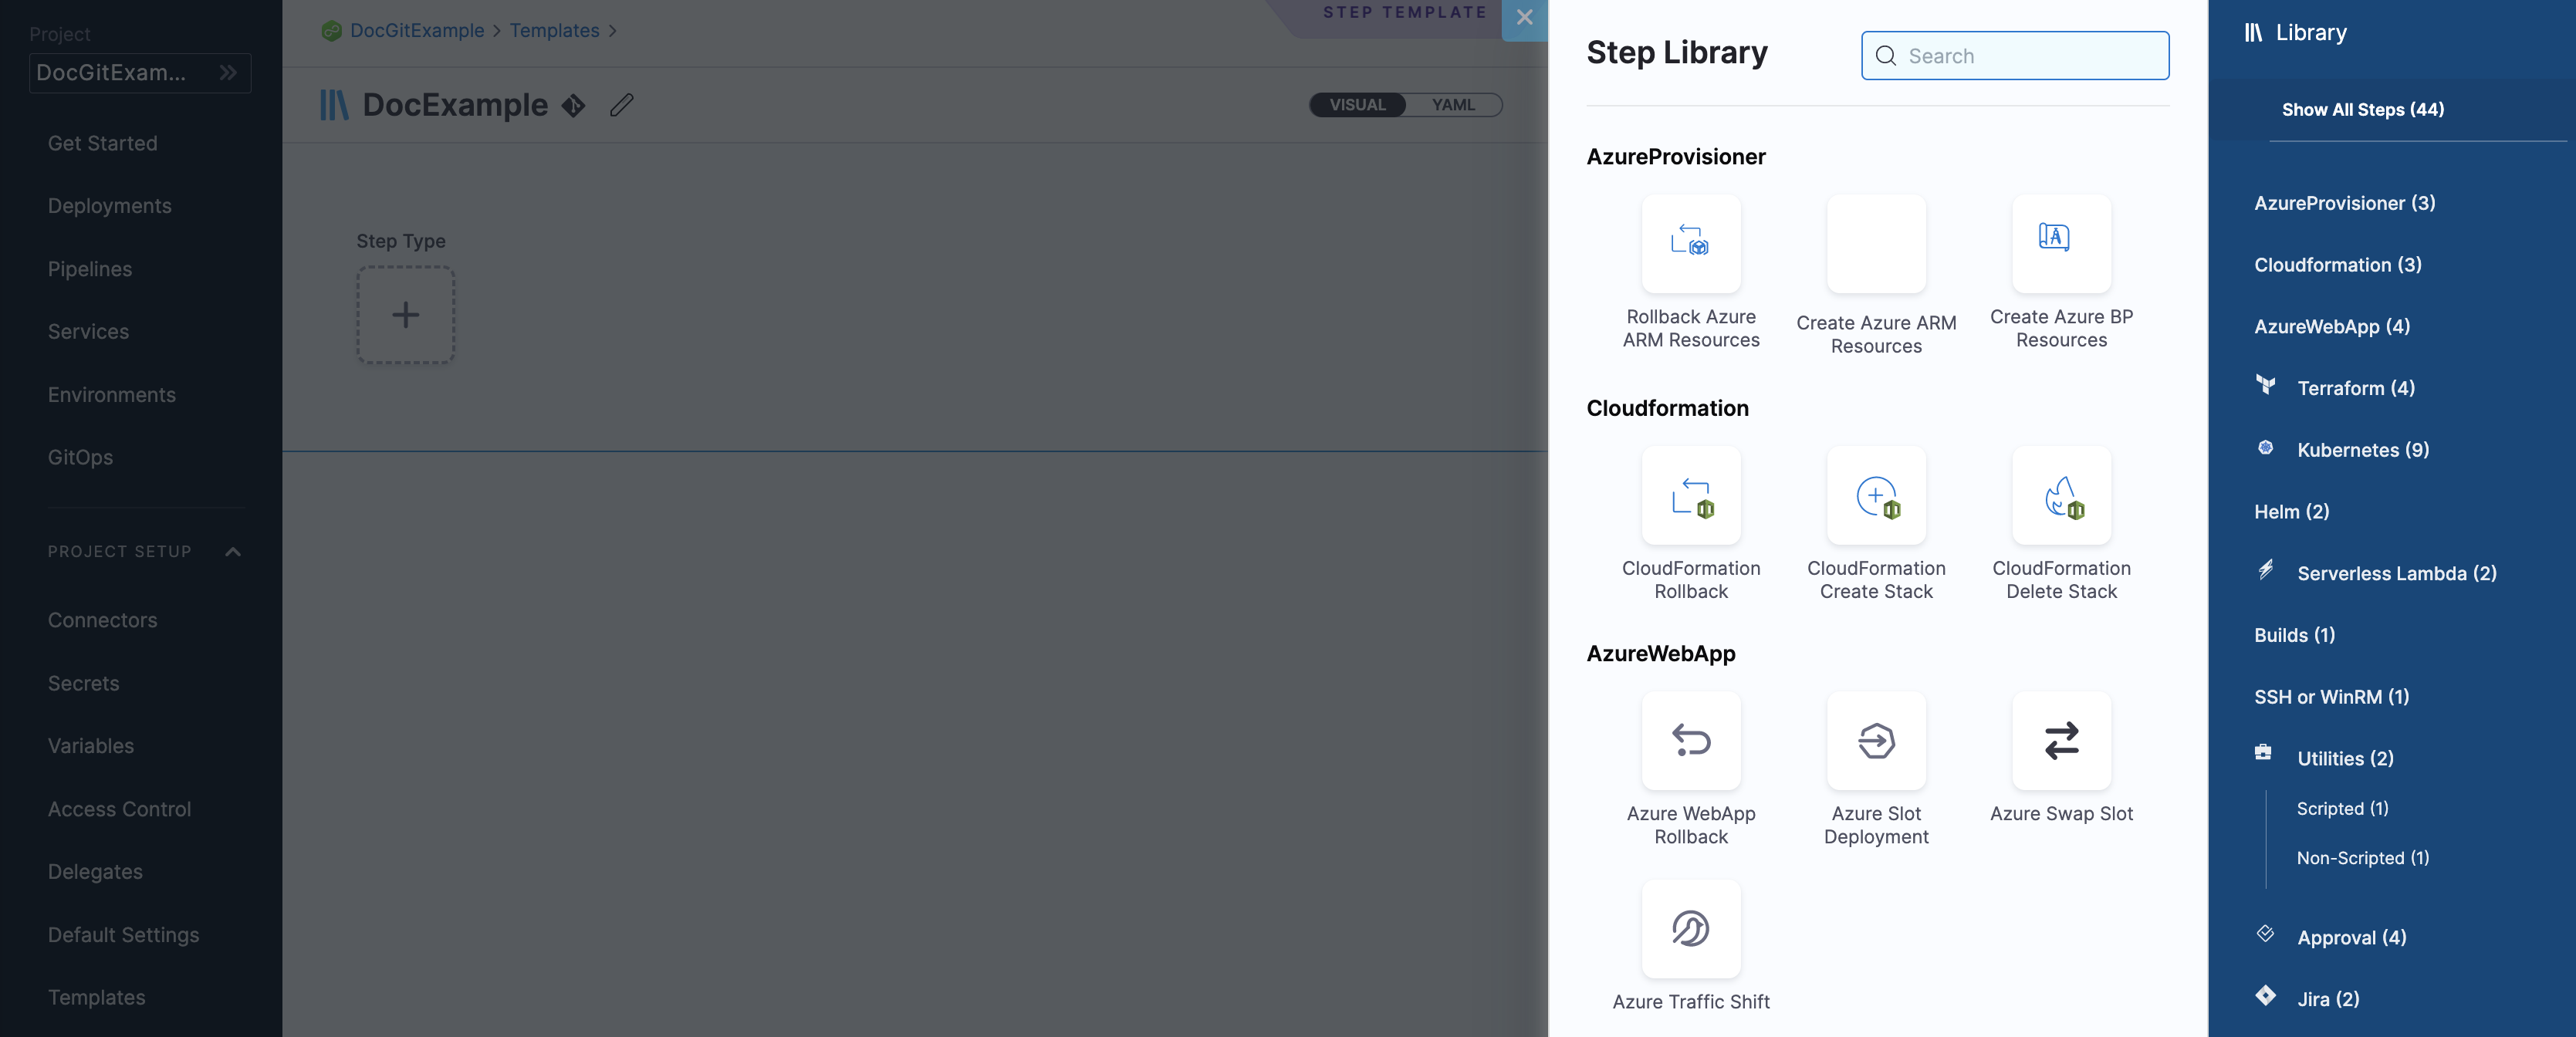 Project
DocGitExam...
Get Started
Deployments
Pipelines
Services
Environments
GitOps
PROJECT SETUP
Connectors
Secrets
Variables
Access Control
Delegates
Default Settings
Templates
DocGitExample > Templates >
STEP TEMPLATE
DocExample
VISUAL
YAML
Step Type
Step Library
Search
AzureProvisioner
Rollback Azure
ARM Resources
Create Azure ARM
Resources
Create Azure BP
Resources
Cloudformation
CloudFormation
Rollback
CloudFormation
Create Stack
CloudFormation
Delete Stack
AzureWebApp
Azure WebApp
Rollback
Azure Slot
Deployment
Azure Swap Slot
Azure Traffic Shift
Library
Show All Steps (44)
AzureProvisioner (3)
Cloudformation (3)
AzureWebApp (4)
Terraform (4)
Kubernetes (9)
Helm (2)
Serverless Lambda (2)
Builds (1)
SSH or WinRM (1)
Utilities (2)
Scripted (1)
Non-Scripted (1)
Approval (4)
Jira (2)